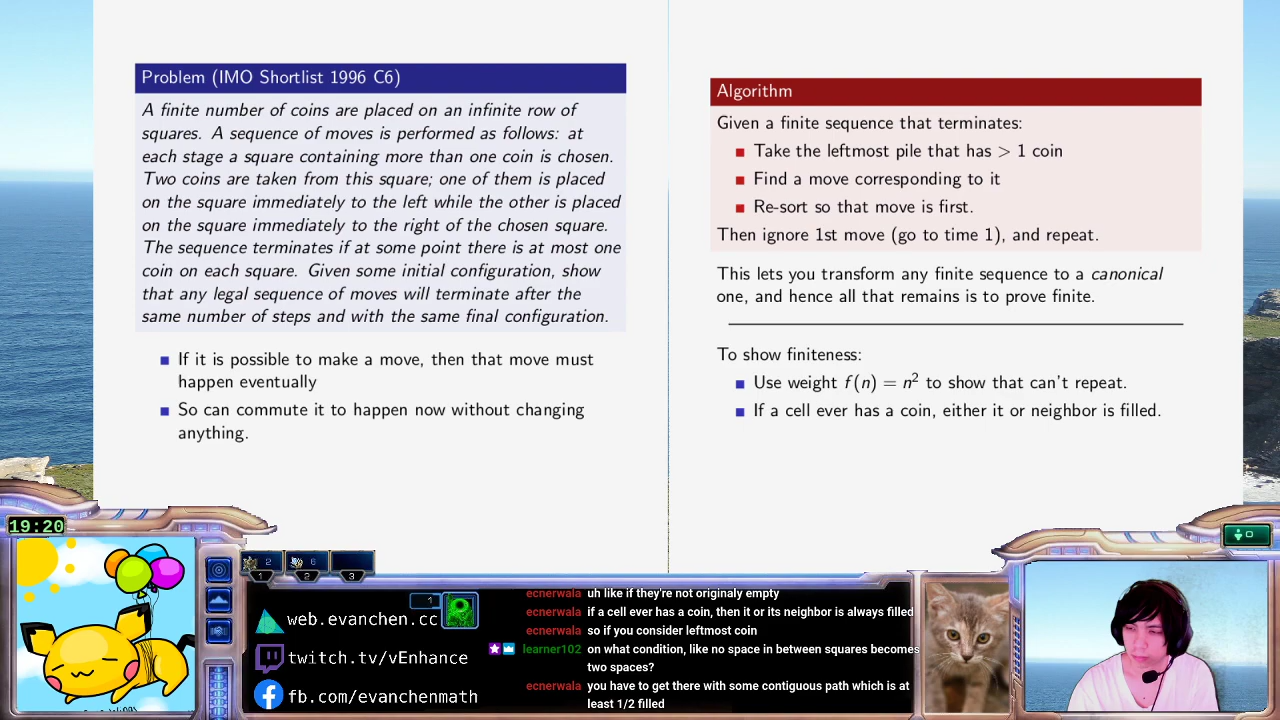 Problem (IMO Shortlist 1996 C6)
A finite number of coins are placed on an infinite row of
squares. A sequence of moves is performed as follows: at
each stage a square containing more than one coin is chosen.
Two coins are taken from this square; one of them is placed
on the square immediately to the left while the other is placed
on the square immediately to the right of the chosen square.
The sequence terminates if at some point there is at most one
coin on each square. Given some initial configuration, show
that any legal sequence of moves will terminate after the
same number of steps and with the same final configuration.
■ If it is possible to make a move, then that move must
happen eventually
■ So can commute it to happen now without changing
anything.
Algorithm
Given a finite sequence that terminates:
■ Take the leftmost pile that has > 1 coin
■ Find a move corresponding to it
■ Re-sort so that move is first.
Then ignore 1st move (go to time 1), and repeat.
This lets you transform any finite sequence to a canonical
one, and hence all that remains is to prove finite.
To show finiteness:
■ Use weight f(n) = n² to show that can't repeat.
■ If a cell ever has a coin, either it or neighbor is filled.
19:20
2
6
1
2
3
1
web.evanchen.cc
twitch.tv/vEnhance
fb.com/evanchenmath
ecnerwala uh like if they're not originaly empty
ecnerwala if a cell ever has a coin, then it or its neighbor is always filled
ecnerwala so if you consider leftmost coin
learner102 on what condition, like no space in between squares becomes
two spaces?
ecnerwala you have to get there with some contiguous path which is at
least 1/2 filled